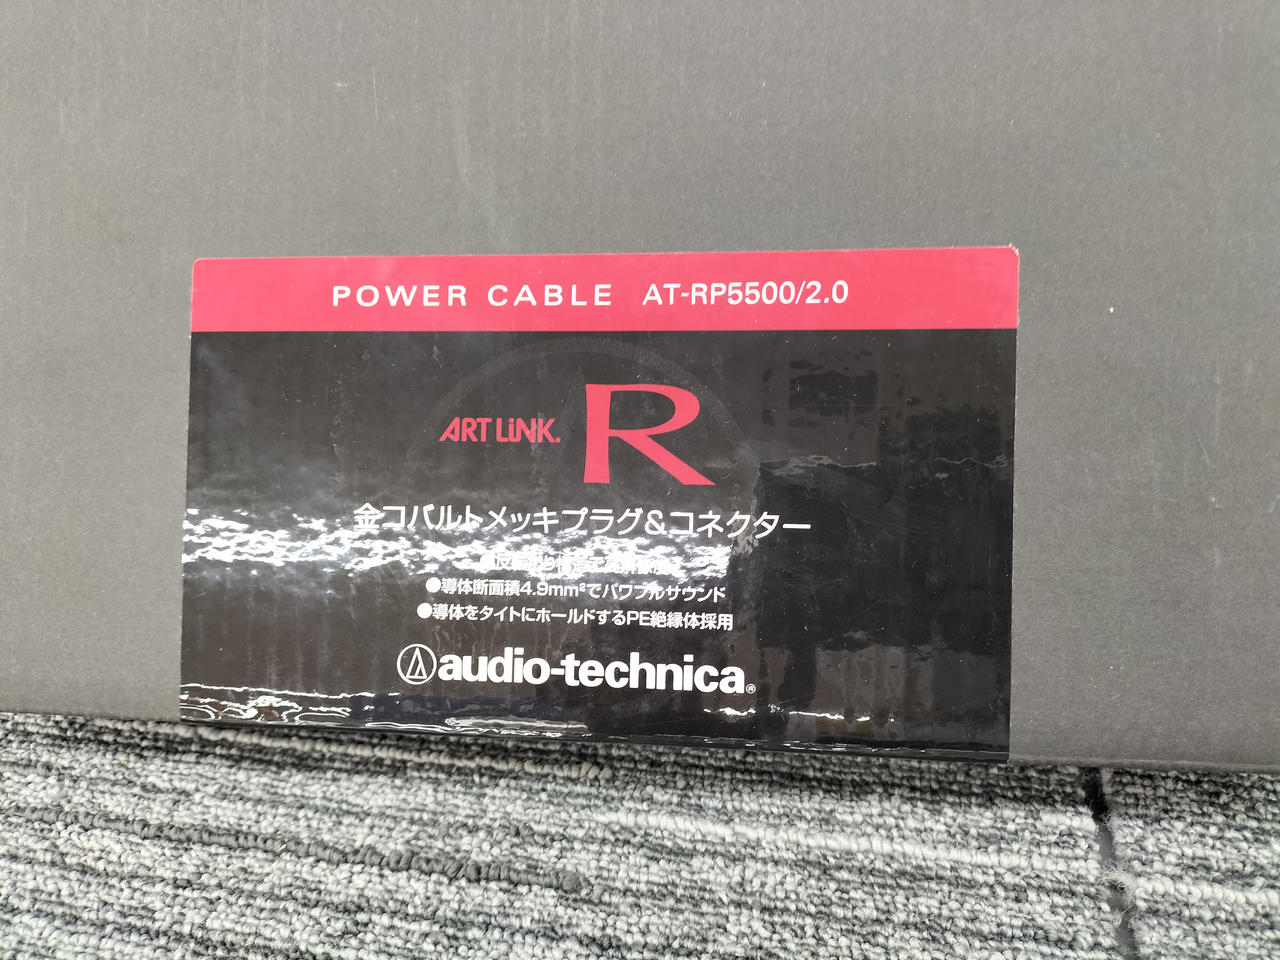 POWER CABLE AT-RP5500/2.0
ART LiNK. R
金コバルトメッキプラグ&コネクター
●導体断面積4.9mm²でパワフルサウンド
●導体をタイトにホールドするPE絶縁体採用
audio-technica®